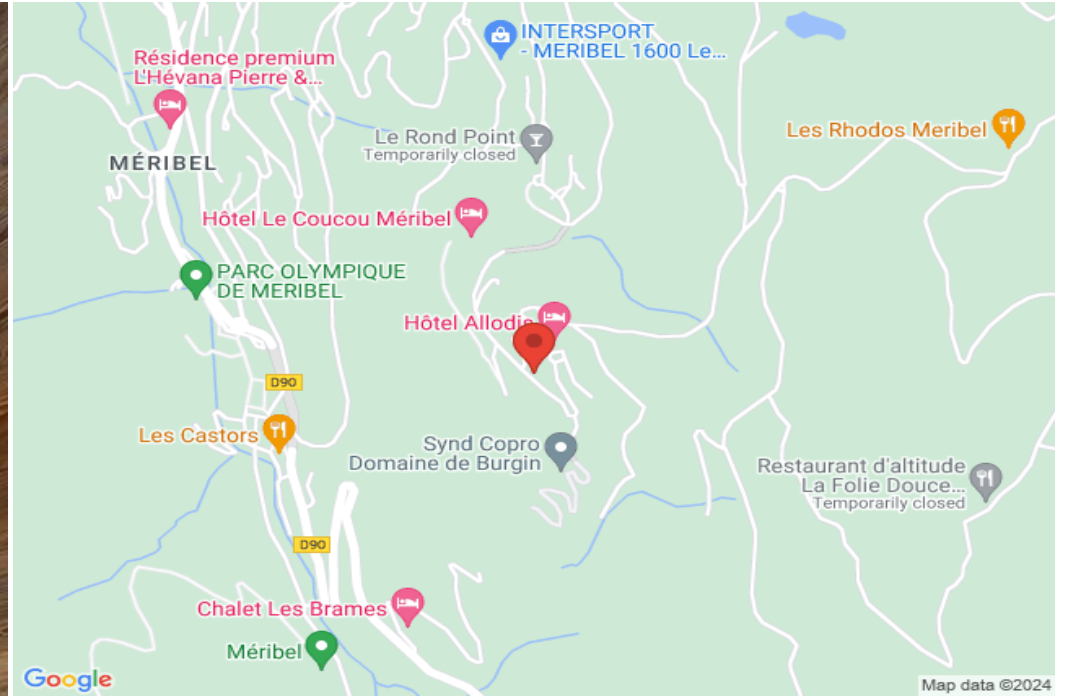 INTERSPORT
- MERIBEL 1600 Le...
Résidence premium
L'Hévana Pierre &...
Le Rond Point
Temporarily closed
Les Rhodos Meribel
MÉRIBEL
Hôtel Le Coucou Méribel
PARC OLYMPIQUE
DE MERIBEL
Hôtel Allodis
D90
Les Castors
Synd Copro
Domaine de Burgin
Restaurant d'altitude
La Folie Douce...
Temporarily closed
D90
Chalet Les Brames
Méribel
Google
Map data ©2024